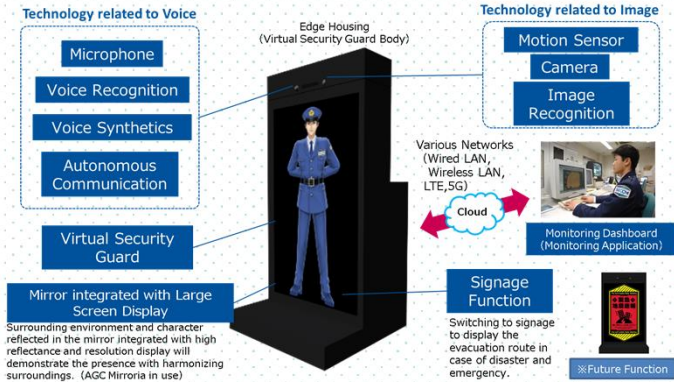 Technology related to Voice
Microphone
Voice Recognition
Voice Synthetics
Autonomous
Communication
Virtual Security
Guard
Mirror integrated with Large
Screen Display
Surrounding environment and character
reflected in the mirror integrated with high
reflectance and resolution display will
demonstrate the presence with harmonizing
surroundings. (AGC Mirroria in use)
Edge Housing
(Virtual Security Guard Body)
Technology related to Image
Motion Sensor
Camera
Image
Recognition
Various Networks
(Wired LAN,
Wireless LAN,
LTE,5G)
Cloud
Monitoring Dashboard
(Monitoring Application)
Signage
Function
Switching to signage
to display the
evacuation route in
case of disaster and
emergency.
※Future Function